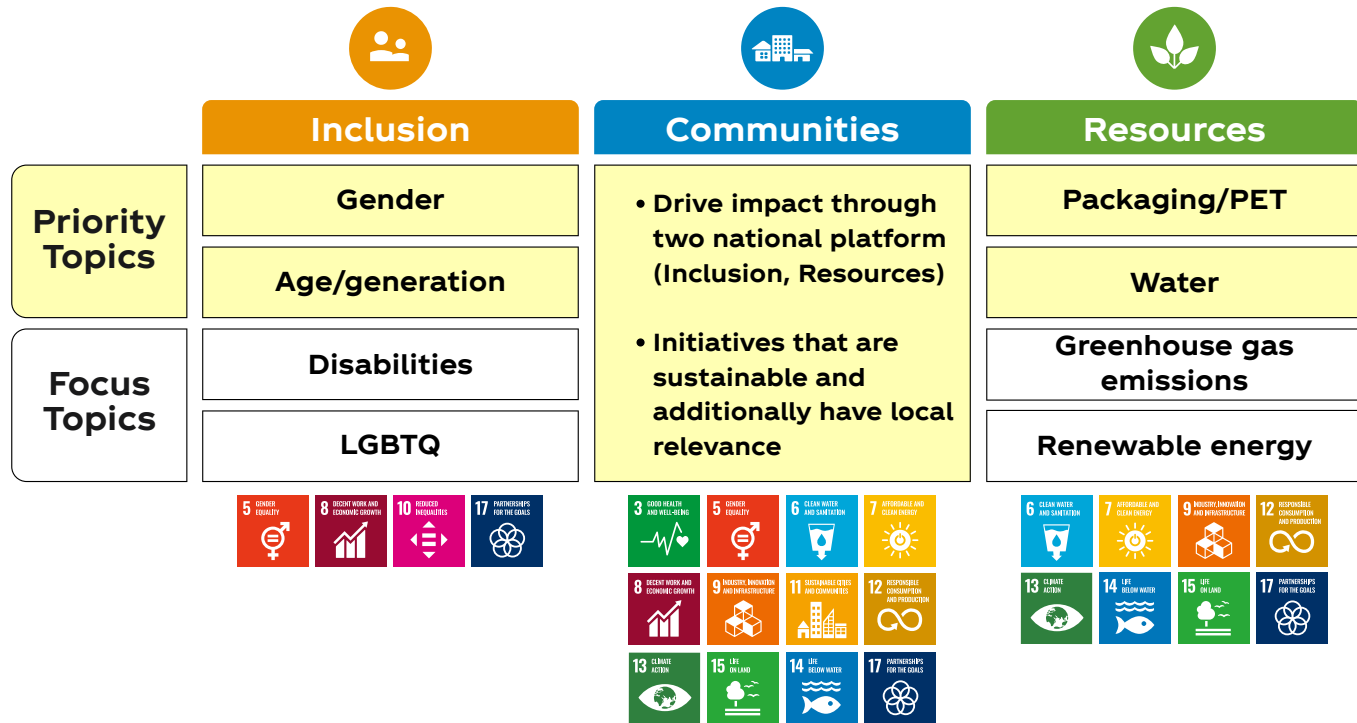 Inclusion
Communities
Resources
Priority
Topics
Gender
Age/generation
• Drive impact through
two national platform
(Inclusion, Resources)
• Initiatives that are
sustainable and
additionally have local
relevance
Packaging/PET
Water
Focus
Topics
Disabilities
LGBTQ
Greenhouse gas
emissions
Renewable energy
5 GENDER
EQUALITY
8 DECENT WORK AND
ECONOMIC GROWTH
10 REDUCED
INEQUALITIES
17 PARTNERSHIPS
FOR THE GOALS
3 GOOD HEALTH
AND WELL-BEING
5 GENDER
EQUALITY
6 CLEAN WATER
AND SANITATION
7 AFFORDABLE AND
CLEAN ENERGY
8 DECENT WORK AND
ECONOMIC GROWTH
9 INDUSTRY, INNOVATION
AND INFRASTRUCTURE
11 SUSTAINABLE CITIES
AND COMMUNITIES
12 RESPONSIBLE
CONSUMPTION
AND PRODUCTION
13 CLIMATE
ACTION
15 LIFE
ON LAND
14 LIFE
BELOW WATER
17 PARTNERSHIPS
FOR THE GOALS
6 CLEAN WATER
AND SANITATION
7 AFFORDABLE AND
CLEAN ENERGY
9 INDUSTRY, INNOVATION
AND INFRASTRUCTURE
12 RESPONSIBLE
CONSUMPTION
AND PRODUCTION
13 CLIMATE
ACTION
14 LIFE
BELOW WATER
15 LIFE
ON LAND
17 PARTNERSHIPS
FOR THE GOALS